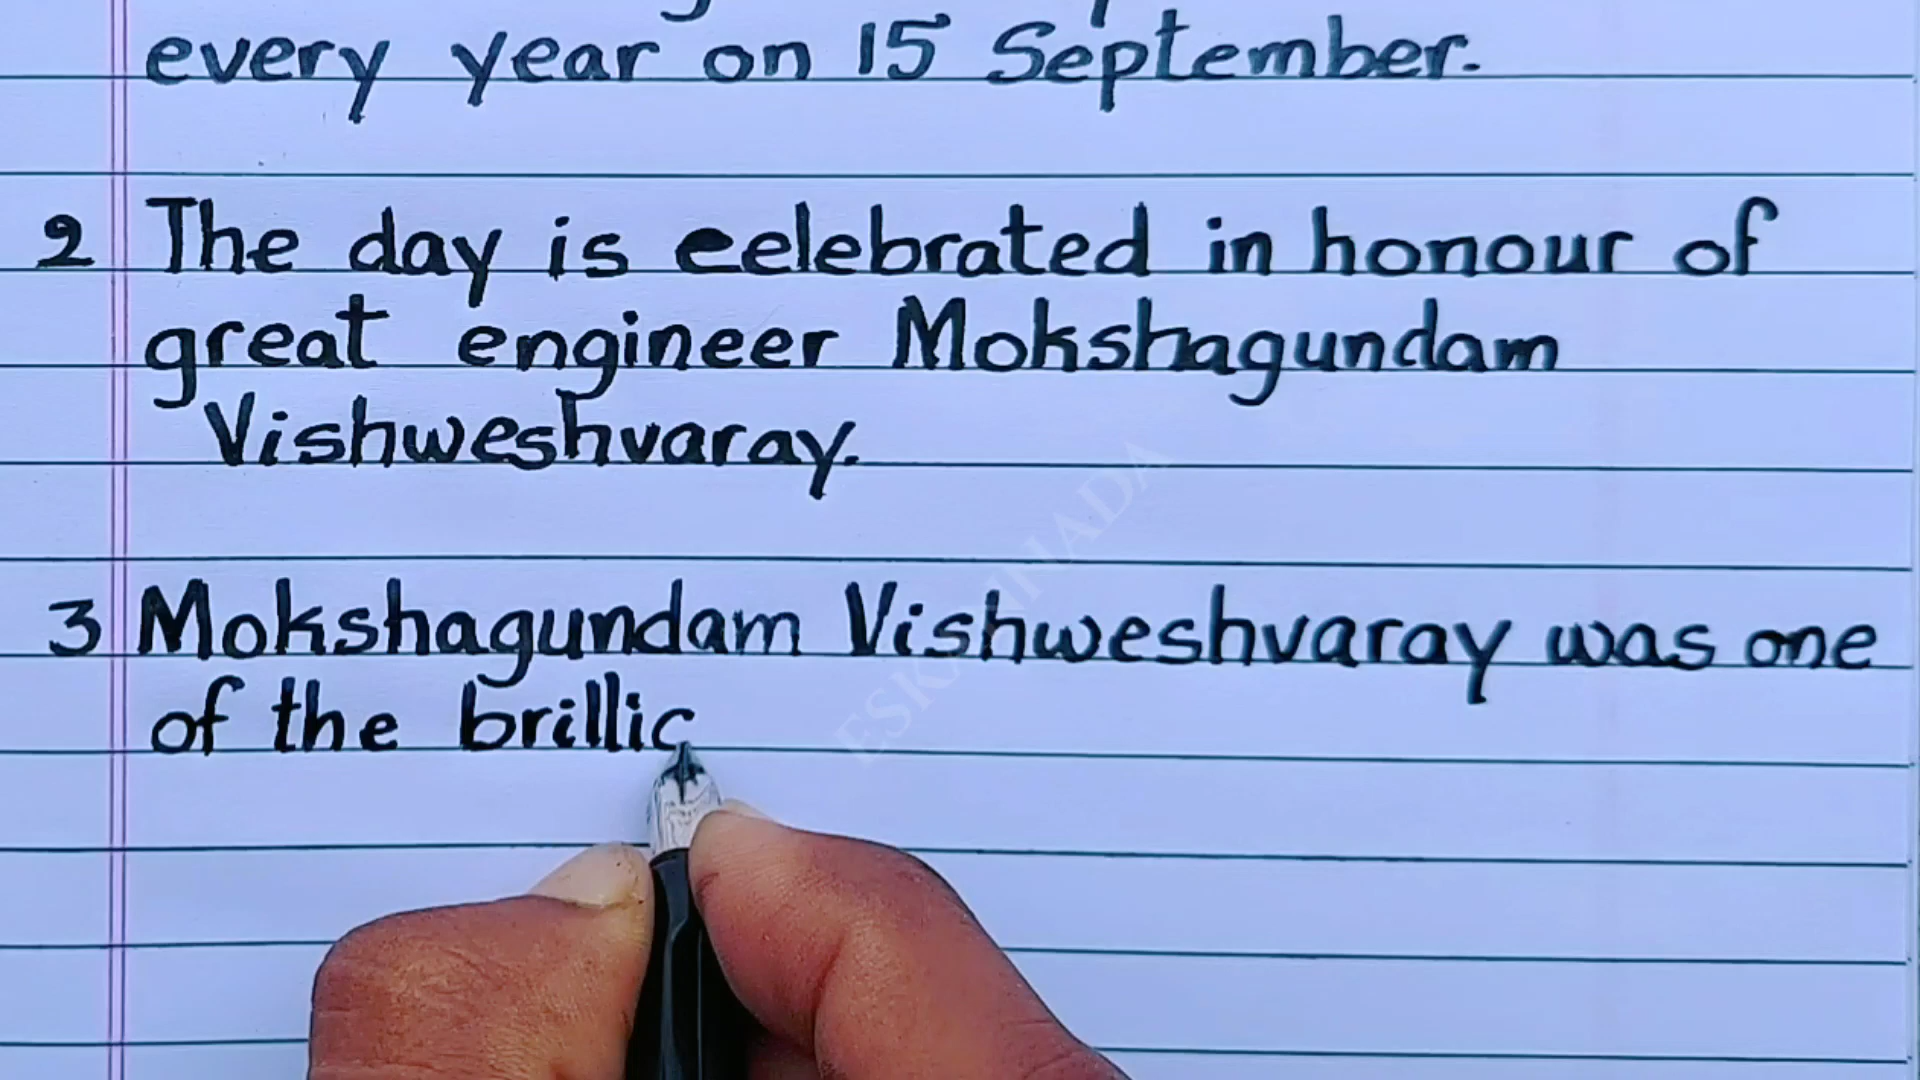 every year on 15 September.
2 The day is eelebrated in honour of
great engineer Mokshagundam
Vishweshvaray.
3 Mokshagundam Vishweshvaray was one
of the brillic